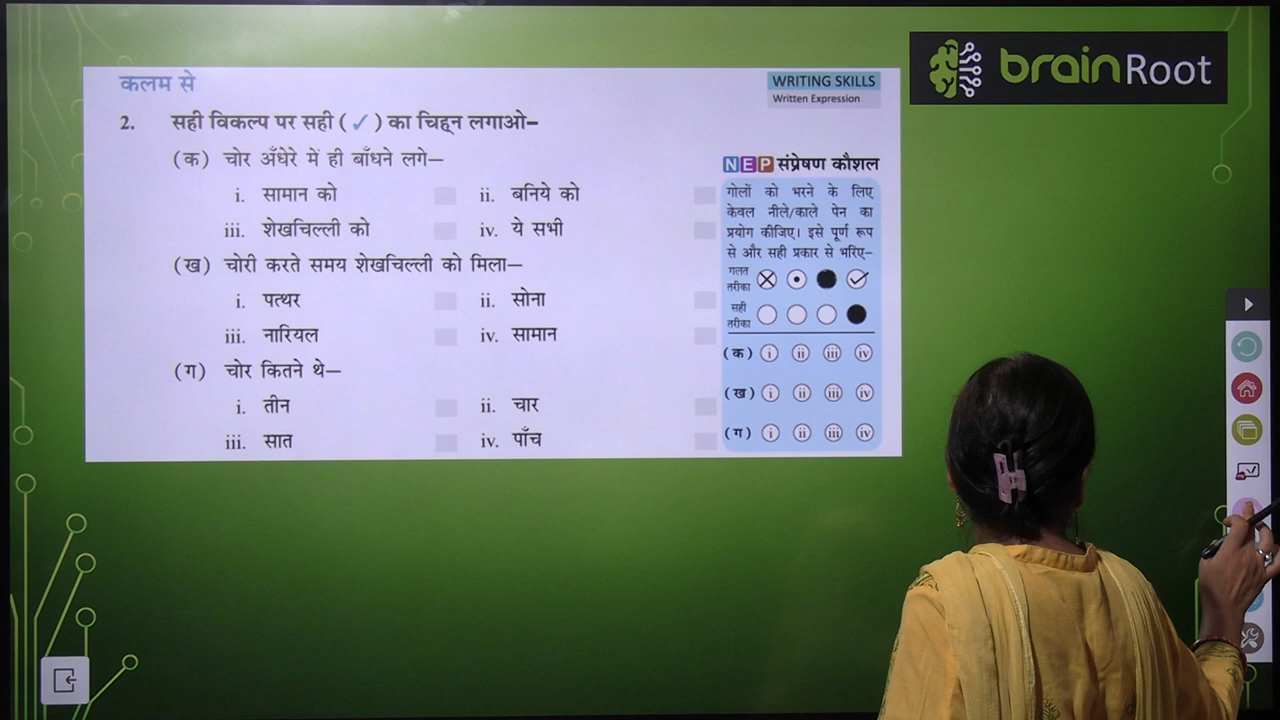 brainRoot
कलम से
WRITING SKILLS
Written Expression
2. सही विकल्प पर सही (✓) का चिह्न लगाओ–
(क) चोर अँधेरे में ही बाँधने लगे–
i. सामान को ii. बनिये को
iii. शेखचिल्ली को iv. ये सभी
(ख) चोरी करते समय शेखचिल्ली को मिला–
i. पत्थर ii. सोना
iii. नारियल iv. सामान
(ग) चोर कितने थे–
i. तीन ii. चार
iii. सात iv. पाँच
NEP संप्रेषण कौशल
गोलों को भरने के लिए
केवल नीले/काले पेन का
प्रयोग कीजिए। इसे पूर्ण रूप
से और सही प्रकार से भरिए–
गलत
तरीका
सही
तरीका
(क) i ii iii iv
(ख) i ii iii iv
(ग) i ii iii iv